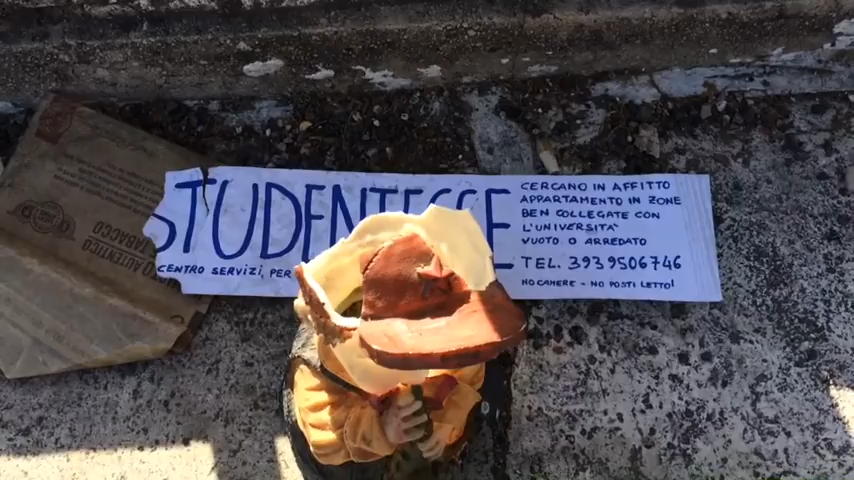 STUDENTESSE
CERCANO IN AFFITTO
APPARTAMENTO IN ZONE
BEN COLLEGATE CON
L'UNIVERSITA'
VUOTO O ARREDATO
TEL. 3939506746
NO CAMERE - NO POSTI LETTO!
CENTRO SERVIZI, PER
AUTENTICO
TABACCO